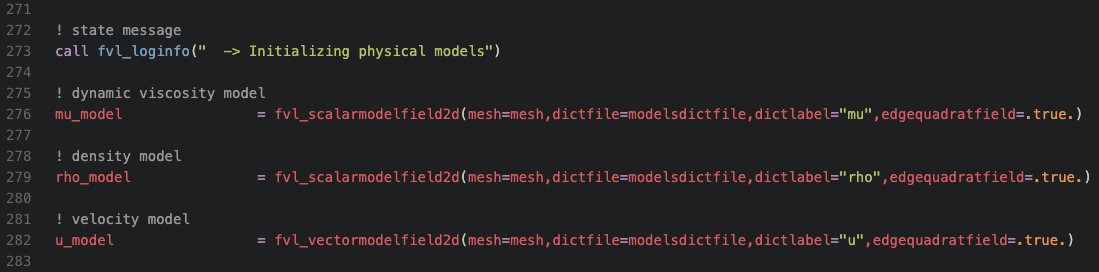 271
272 ! state message
273 call fvl_loginfo("  -> Initializing physical models")
274
275 ! dynamic viscosity model
276 mu_model                = fvl_scalarmodelfield2d(mesh=mesh,dictfile=modelsdictfile,dictlabel="mu",edgequadratfield=.true.)
277
278 ! density model
279 rho_model               = fvl_scalarmodelfield2d(mesh=mesh,dictfile=modelsdictfile,dictlabel="rho",edgequadratfield=.true.)
280
281 ! velocity model
282 u_model                 = fvl_vectormodelfield2d(mesh=mesh,dictfile=modelsdictfile,dictlabel="u",edgequadratfield=.true.)
283